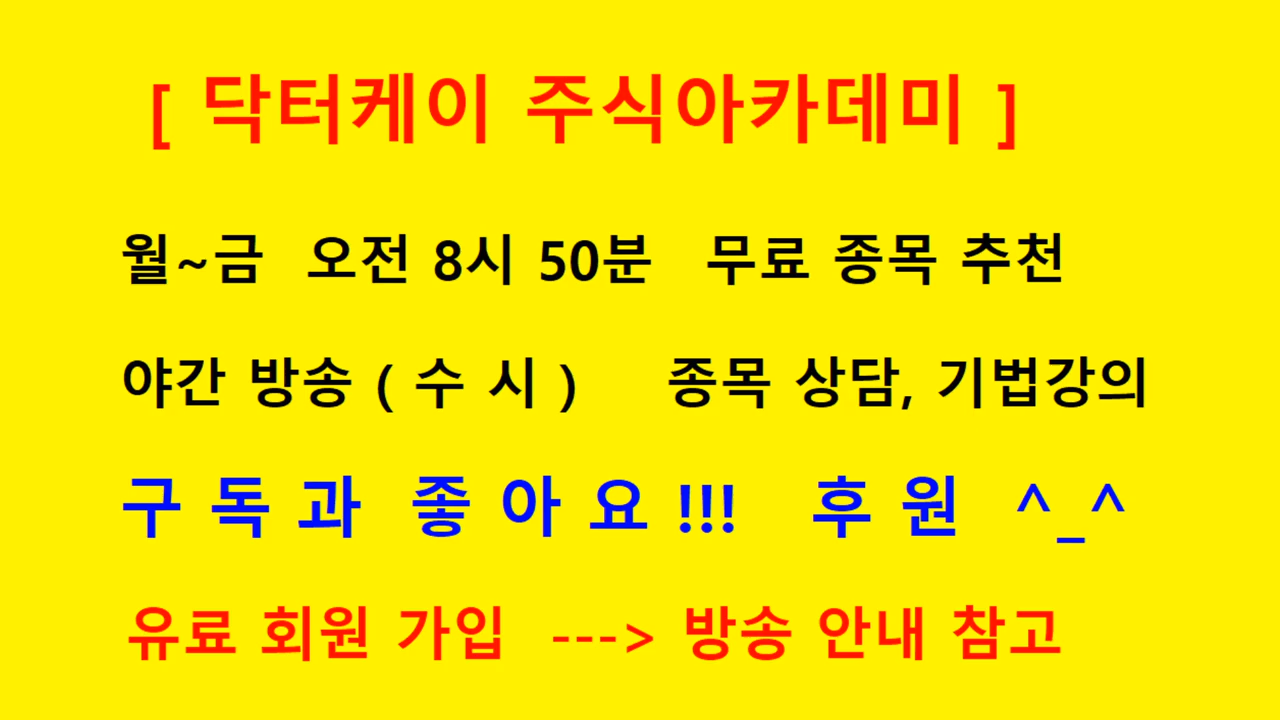 [ 닥터케이 주식아카데미 ]
월~금 오전 8시 50분 무료 종목 추천
야간 방송 ( 수 시 ) 종목 상담, 기법강의
구 독 과 좋 아 요 !!! 후 원 ^_^
유료 회원 가입 ---> 방송 안내 참고